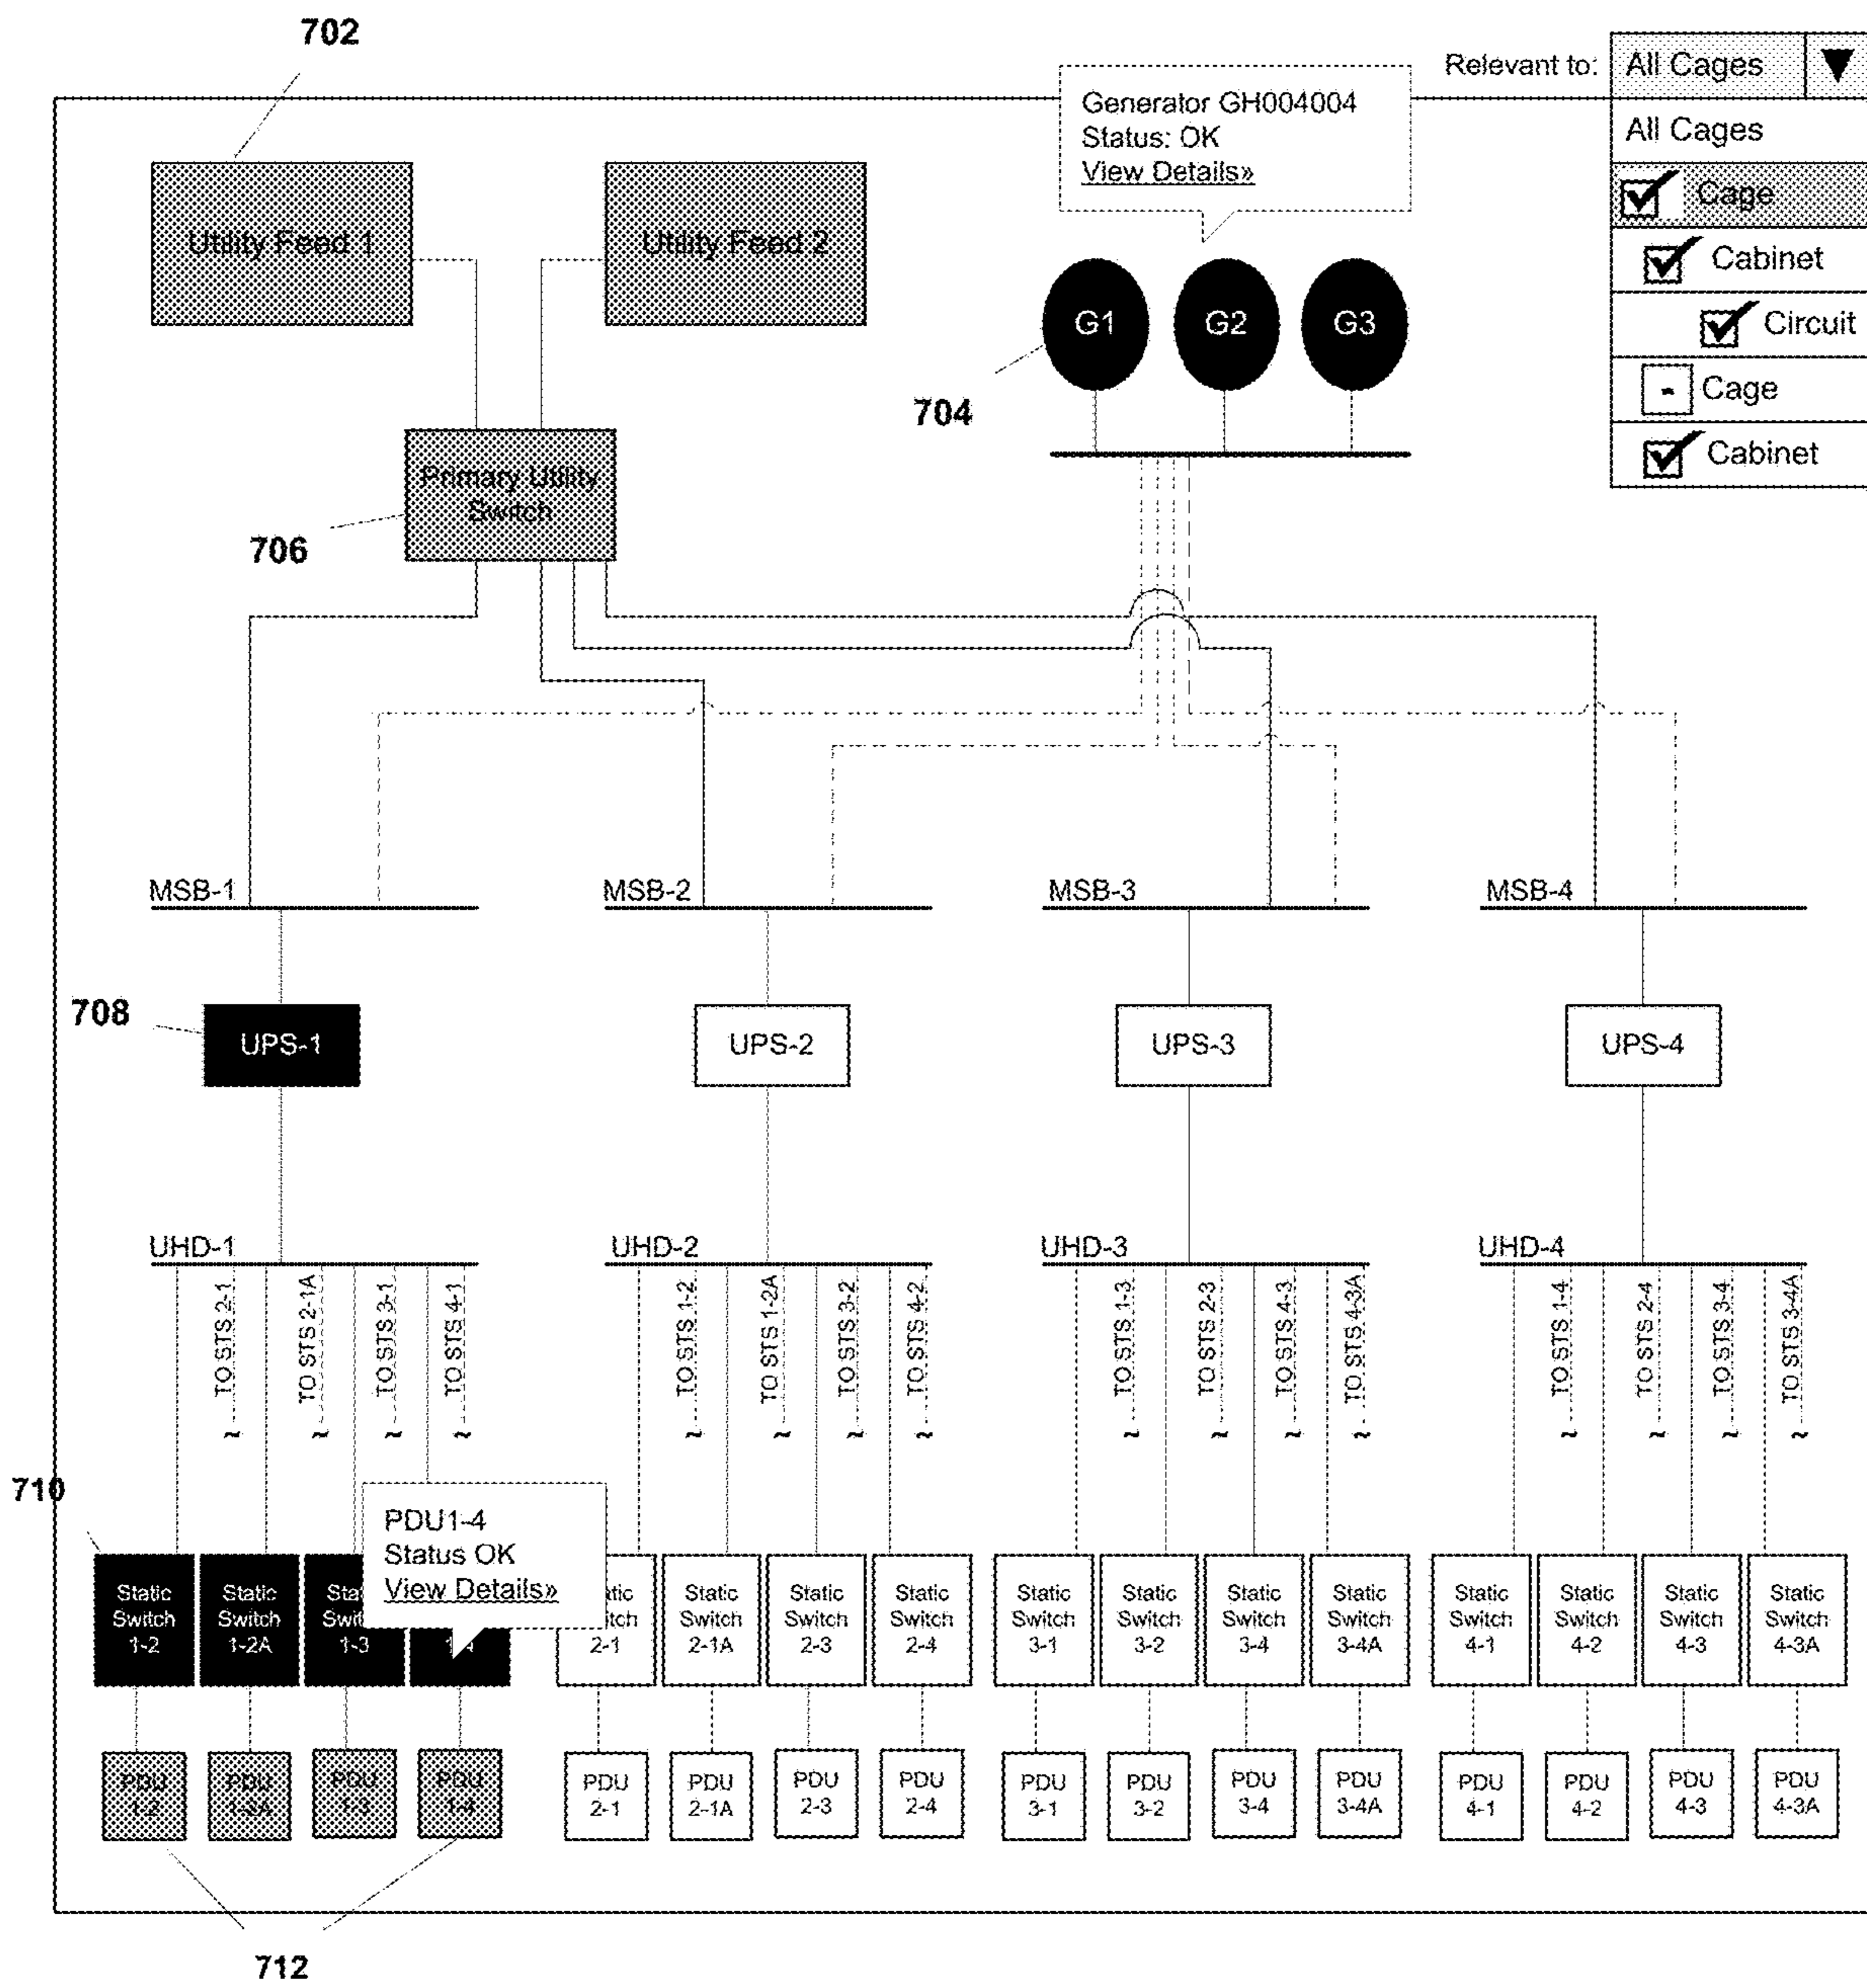 702
Relevant to:
All Cages
All Cages
Cage
Cabinet
Circuit
Cage
Cabinet
Generator GH004004
Status: OK
View Details»
Utility Feed 1
Utility Feed 2
G1
G2
G3
704
Primary Utility
Switch
706
MSB-1
MSB-2
MSB-3
MSB-4
708
UPS-1
UPS-2
UPS-3
UPS-4
UHD-1
UHD-2
UHD-3
UHD-4
TO STS 2-1
TO STS 2-1A
TO STS 3-1
TO STS 4-1
TO STS 1-2
TO STS 1-2A
TO STS 3-2
TO STS 4-2
TO STS 1-3
TO STS 2-3
TO STS 4-3
TO STS 4-3A
TO STS 1-4
TO STS 2-4
TO STS 3-4
TO STS 3-4A
710
PDU1-4
Status OK
View Details»
Static
Switch
1-2
Static
Switch
1-2A
1-3
2-1
Static
Switch
2-1A
Static
Switch
2-3
Static
Switch
2-4
Static
Switch
3-1
Static
Switch
3-2
Static
Switch
3-4
Static
Switch
3-4A
Static
Switch
4-1
Static
Switch
4-2
Static
Switch
4-3
Static
Switch
4-3A
PDU
1-2
PDU
1-2A
PDU
1-3
PDU
1-4
PDU
2-1
PDU
2-1A
PDU
2-3
PDU
2-4
PDU
3-1
PDU
3-2
PDU
3-4
PDU
3-4A
PDU
4-1
PDU
4-2
PDU
4-3
PDU
4-3A
712